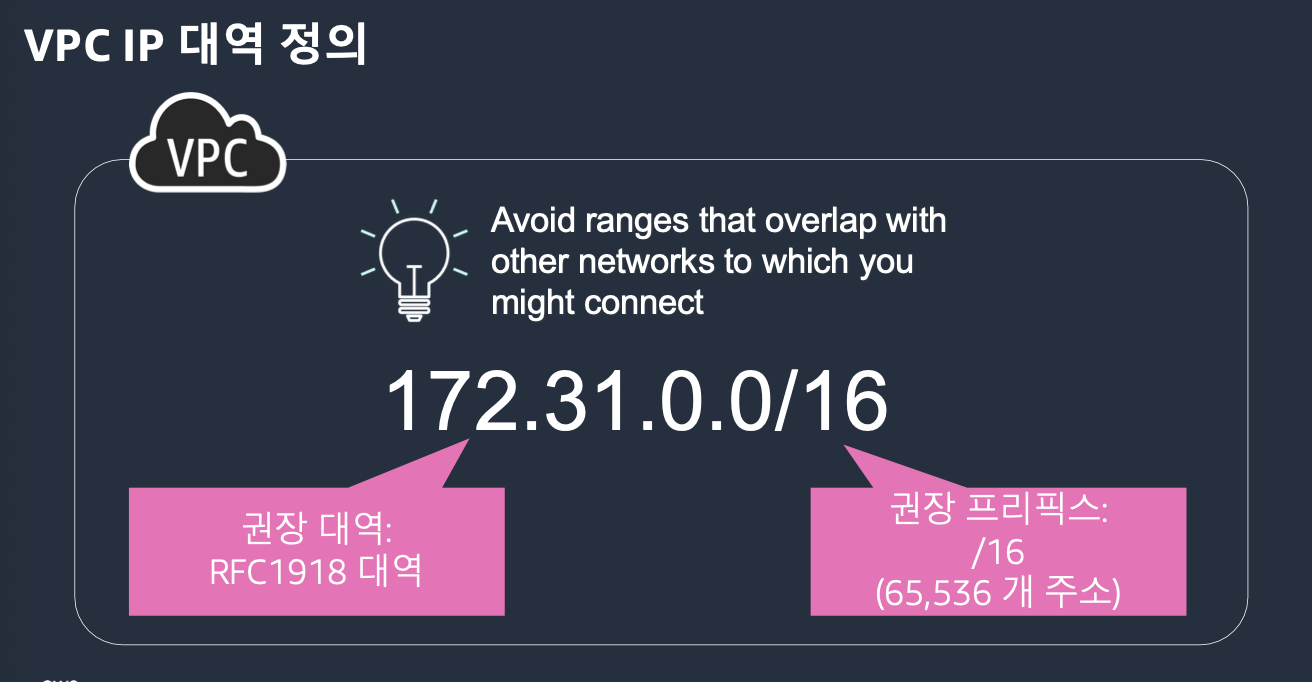 VPC IP 대역 정의
VPC
Avoid ranges that overlap with
other networks to which you
might connect
172.31.0.0/16
권장 대역:
RFC1918 대역
권장 프리픽스:
/16
(65,536 개 주소)